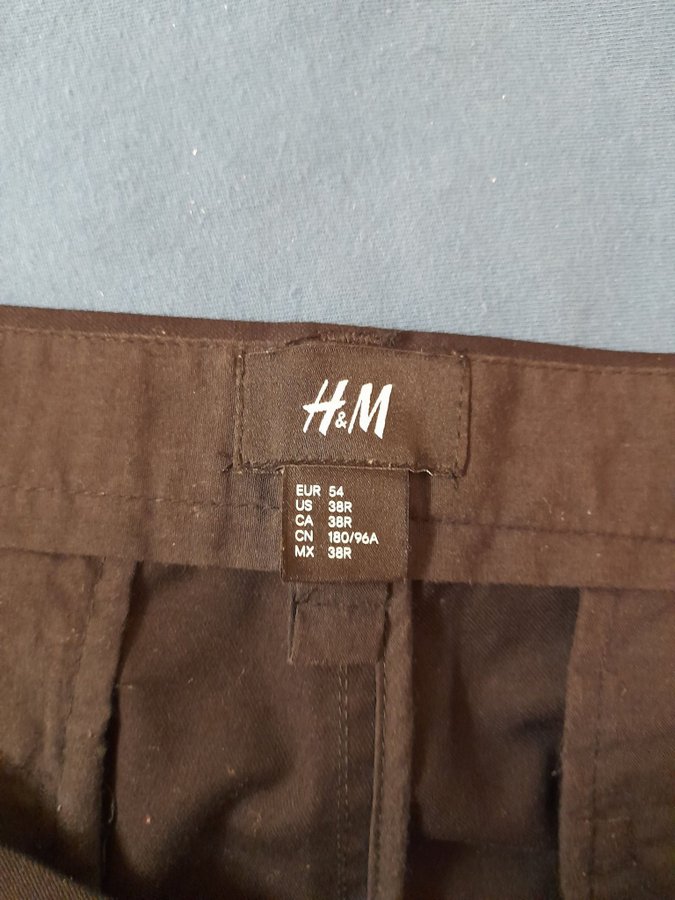 H&M
EUR 54
US 38R
CA 38R
CN 180/96A
MX 38R